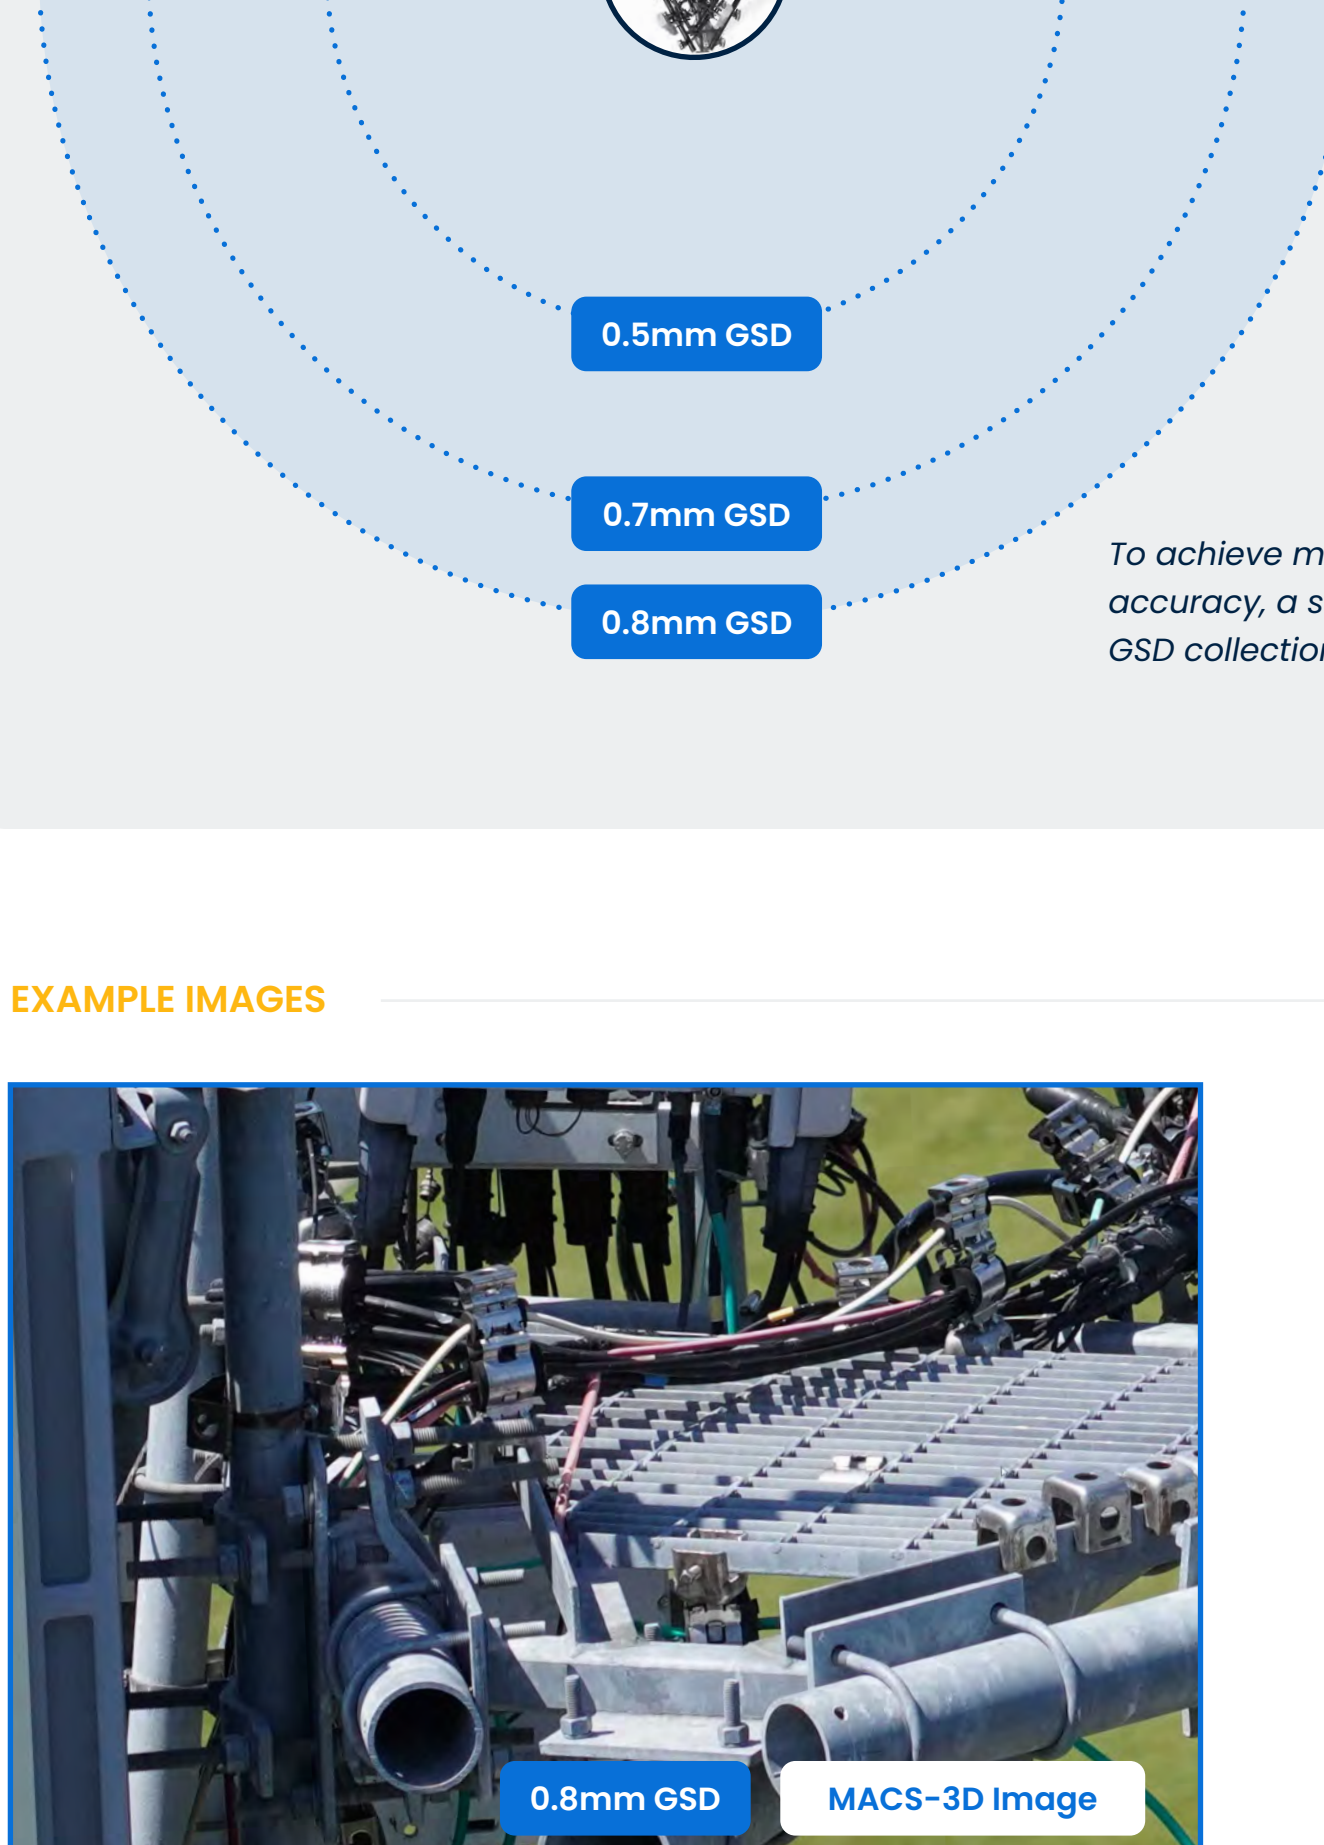 0.5mm GSD
0.7mm GSD
0.8mm GSD
To achieve
accuracy, a
GSD
EXAMPLE IMAGES
0.8mm GSD
MACS-3D Image